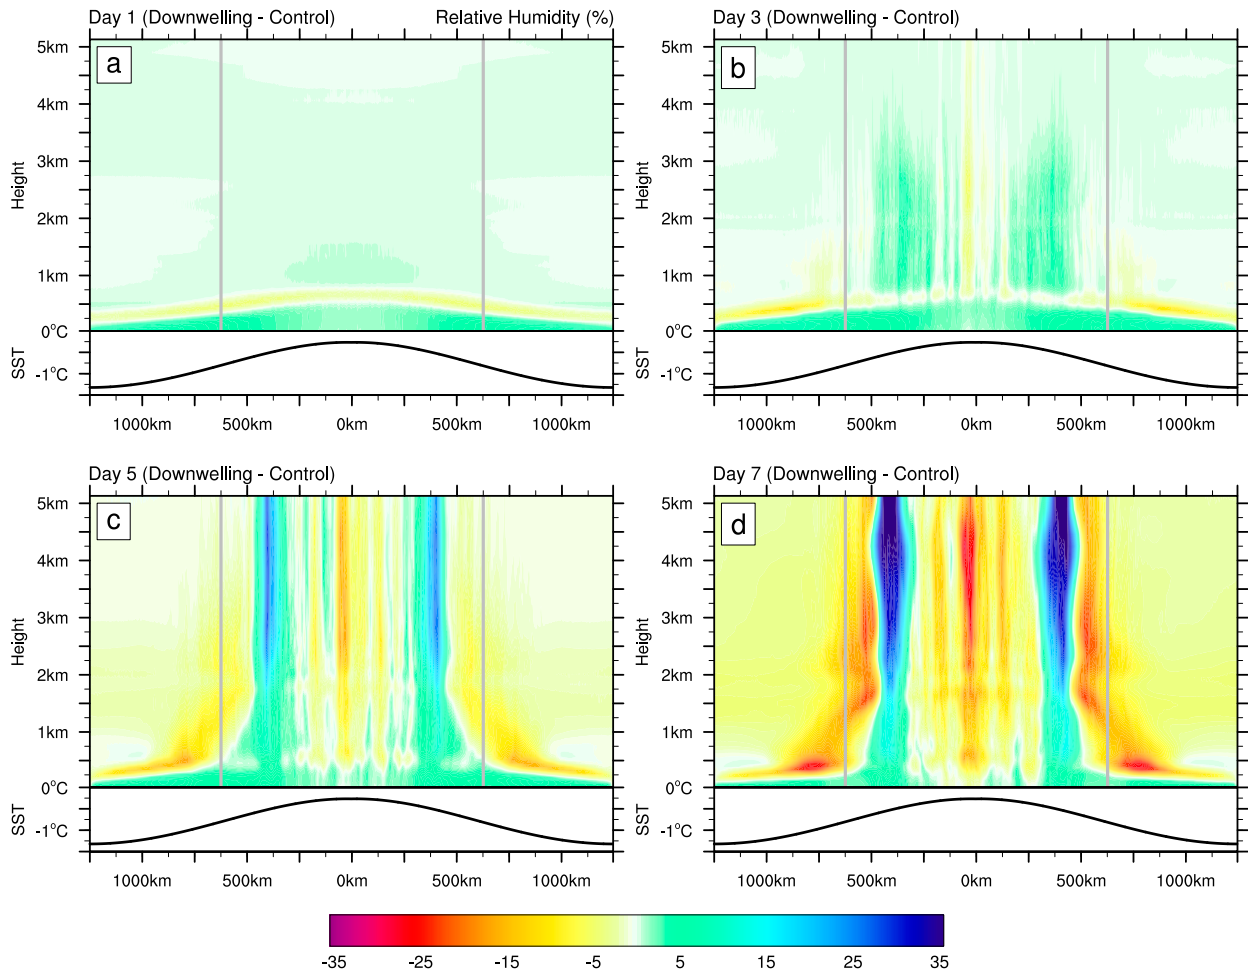 Day 1 (Downwelling - Control) Relative Humidity (%)
a
5km
4km
3km
2km
1km
Height
0°C
-1°C
SST
1000km 500km 0km 500km 1000km
Day 3 (Downwelling - Control)
b
5km
4km
3km
2km
1km
Height
0°C
-1°C
SST
1000km 500km 0km 500km 1000km
Day 5 (Downwelling - Control)
c
5km
4km
3km
2km
1km
Height
0°C
-1°C
SST
1000km 500km 0km 500km 1000km
Day 7 (Downwelling - Control)
d
5km
4km
3km
2km
1km
Height
0°C
-1°C
SST
1000km 500km 0km 500km 1000km
-35 -25 -15 -5 5 15 25 35